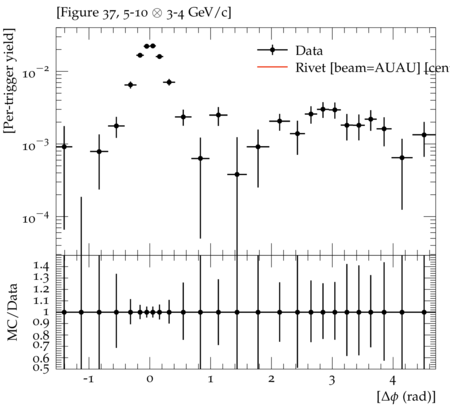 [Figure 37, 5-10 ⊗ 3-4 GeV/c]
[Per-trigger yield]
10⁻²
10⁻³
10⁻⁴
Data
Rivet [beam=AUAU] [cen
MC/Data
1.4
1.3
1.2
1.1
1
0.9
0.8
0.7
0.6
0.5
-1 0 1 2 3 4
[Δϕ (rad)]